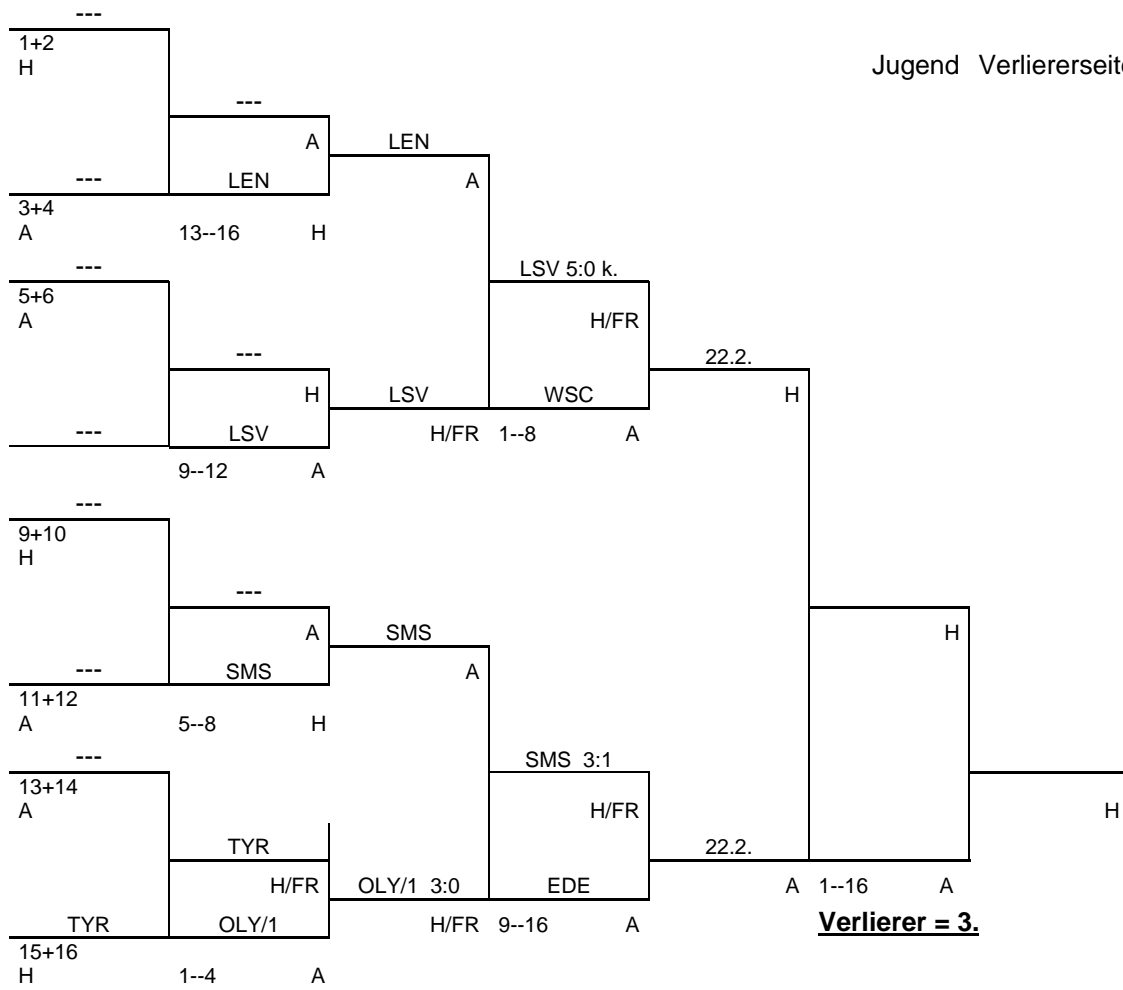 ---
1+2
H
Jugend Verliererseite
---
A LEN
--- LEN A
3+4
A 13--16 H
---
LSV 5:0 k.
5+6
A H/FR
--- 22.2.
H LSV WSC H
--- LSV H/FR 1--8 A
9--12 A
---
9+10
H
---
A SMS H
--- SMS A
11+12
A 5--8 H
--- SMS 3:1
13+14
A H/FR H
TYR 22.2.
H/FR OLY/1 3:0 EDE A 1--16 A
TYR OLY/1 H/FR 9--16 A Verlierer = 3.
15+16
H 1--4 A